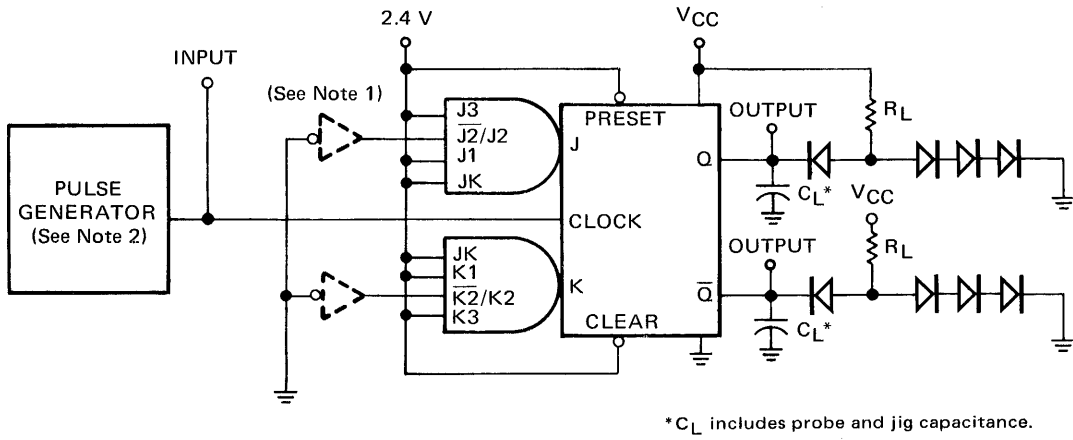 2.4 V
VCC
INPUT
(See Note 1)
J3
J2/J2
J1
JK
J
PRESET
OUTPUT
RL
Q
CL*
VCC
PULSE
GENERATOR
(See Note 2)
CLOCK
OUTPUT
RL
JK
K1
K2/K2
K3
K
Q
CLEAR
CL*
*CL includes probe and jig capacitance.